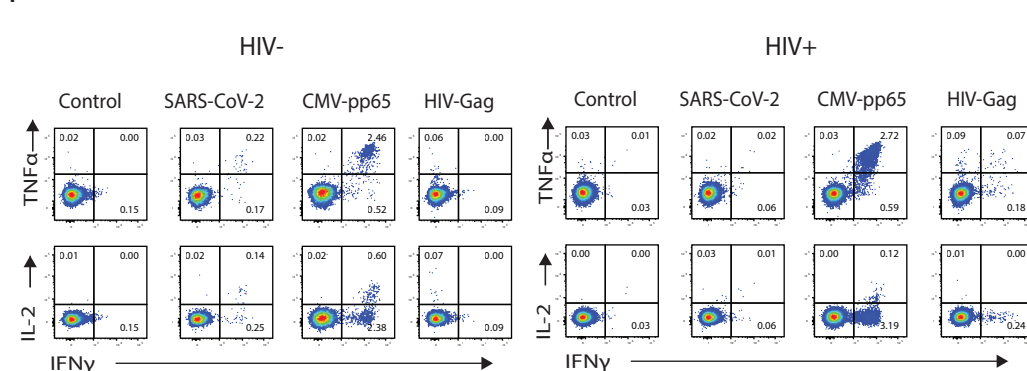 HIV- HIV+
Control SARS-CoV-2 CMV-pp65 HIV-Gag Control SARS-CoV-2 CMV-pp65 HIV-Gag
TNFα
0.02 0.00 0.03 0.22 0.02 2.46 0.06 0.00 0.03 0.01 0.02 0.02 0.03 2.72 0.09 0.07
0.15 0.17 0.52 0.09 0.03 0.06 0.59 0.18
IL-2
0.01 0.00 0.02 0.14 0.02 0.60 0.07 0.00 0.00 0.00 0.03 0.01 0.00 0.12 0.01 0.00
0.15 0.25 2.38 0.09 0.03 0.06 3.19 0.24
IFNγ IFNγ